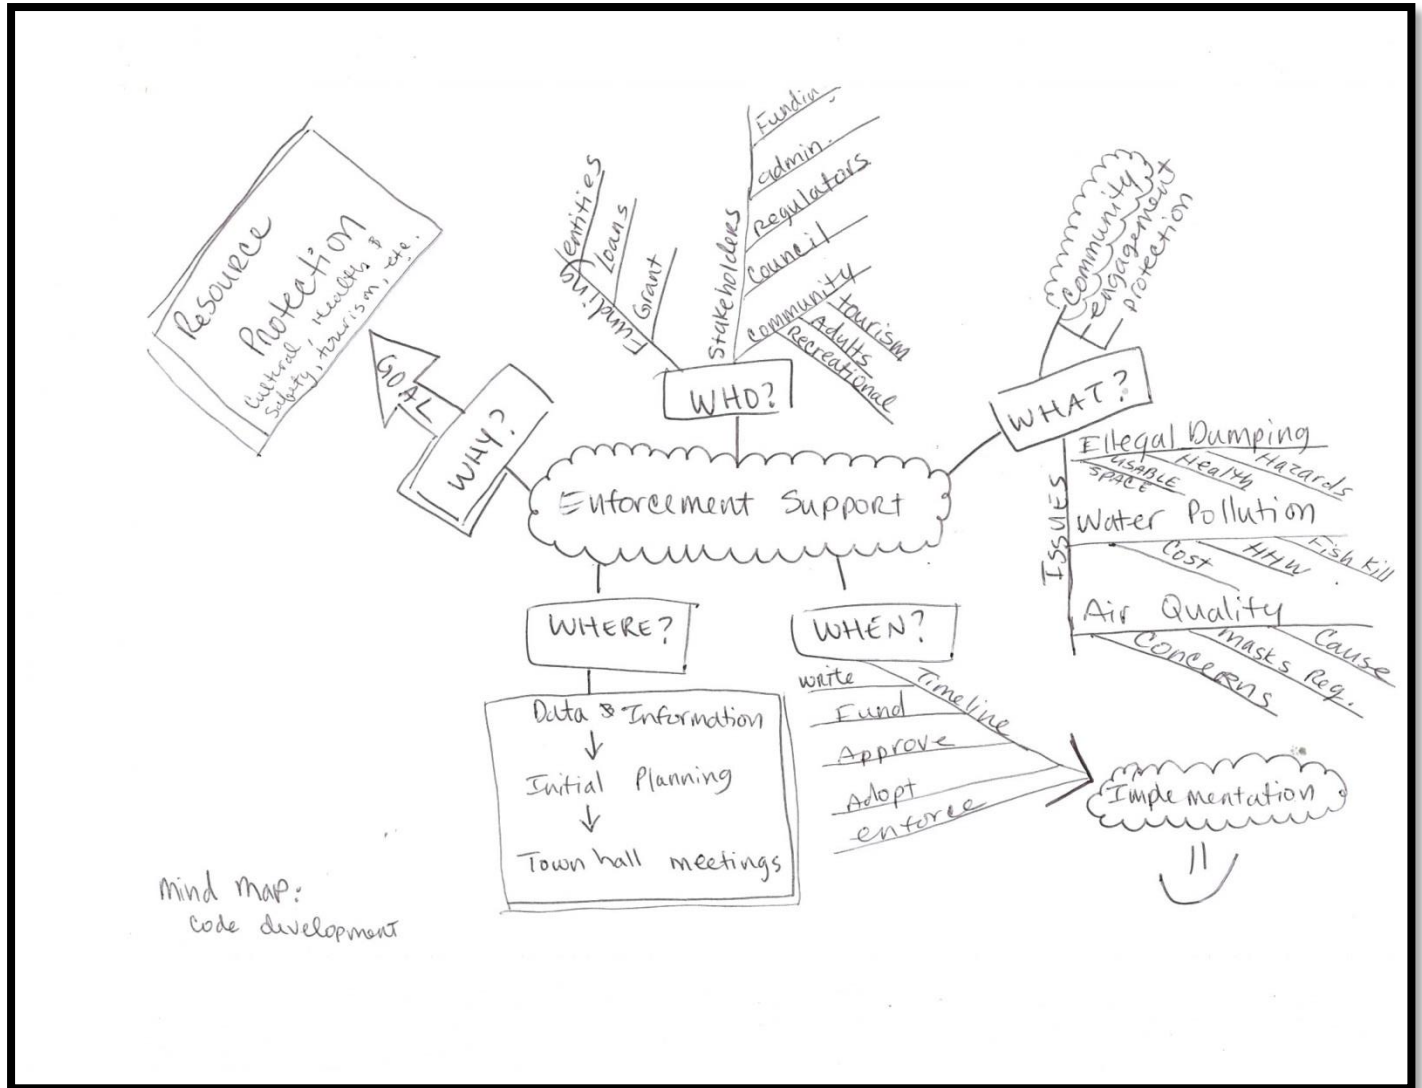 Resource
Protection
Cultural, Health &
Safety, tourism, etc.
GOAL
WHY?
Funding
entities
Loans
Grant
Stakeholders
Fundin
admin.
Regulators
Council
Community
tourism
Adults
Recreational
WHO?
Community
engagement
protection
WHAT?
Issues
Ellegal Dumping
USABLE
SPACE
Health
Hazards
Water Pollution
Cost
HHW
Fish Kill
Air Quality
Concerns
masks Req.
Cause
Enforcement Support
WHERE?
Data & Information
↓
Initial Planning
↓
Town hall meetings
WHEN?
Timeline
write
Fund
Approve
Adopt
enforce
Implementation
Mind Map:
Code development